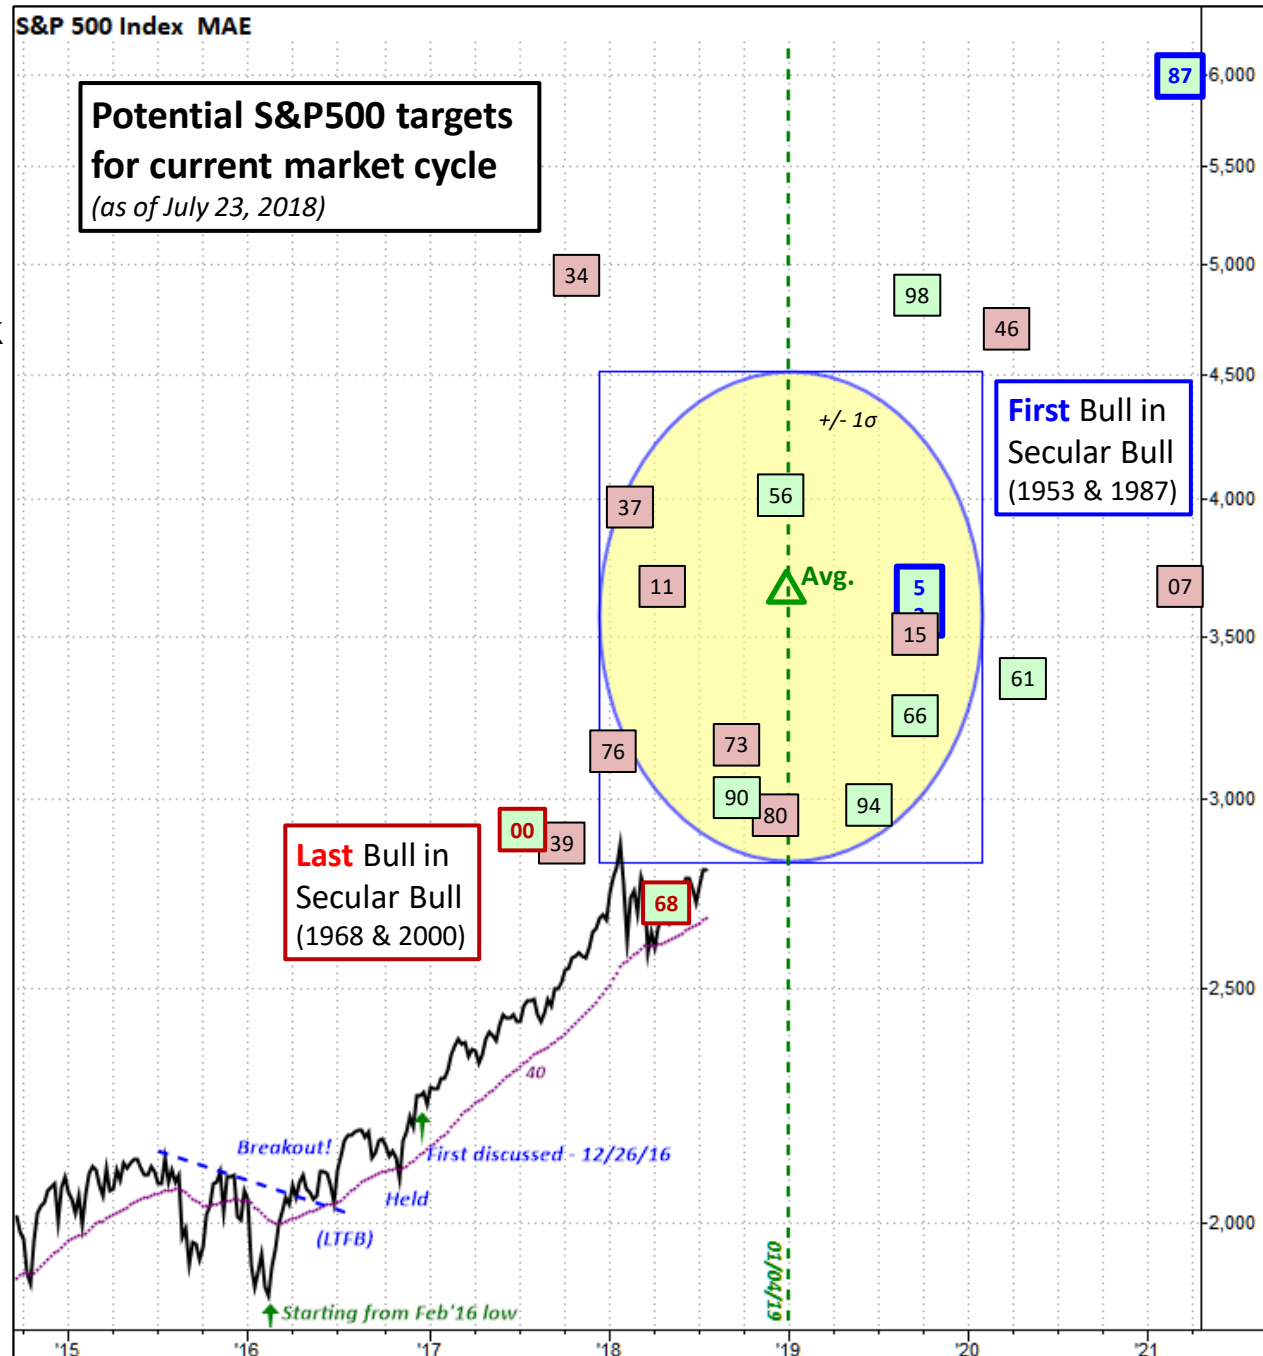 S&P 500 Index MAE
Potential S&P500 targets
for current market cycle
(as of July 23, 2018)
87
6,000
5,500
5,000
34
98
46
4,500
+/- 1σ
First Bull in
Secular Bull
(1953 & 1987)
56
4,000
37
Avg.
11
5
07
15
3,500
61
66
73
76
90
94
3,000
80
00
39
Last Bull in
Secular Bull
(1968 & 2000)
68
2,500
40
Breakout!
First discussed - 12/26/16
Held
(LTFB)
2,000
01/04/19
Starting from Feb'16 low
'15
'16
'17
'18
'19
'20
'21